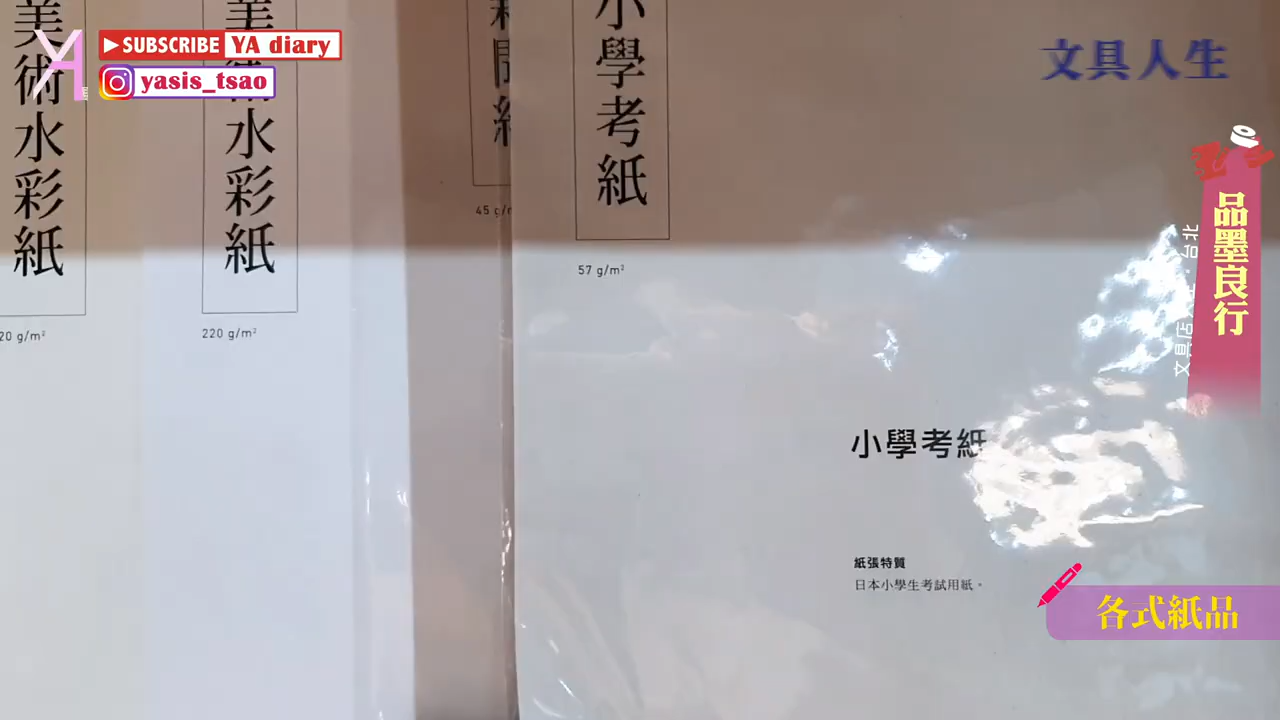 SUBSCRIBE YA diary
yasis_tsao
文具人生
品墨良行
文具店 台北
美術水彩紙
20 g/m²
美術水彩紙
220 g/m²
聞紙
45 g/m
小學考紙
57 g/m²
小學考紙
紙張特質
日本小學生考試用紙。
各式紙品